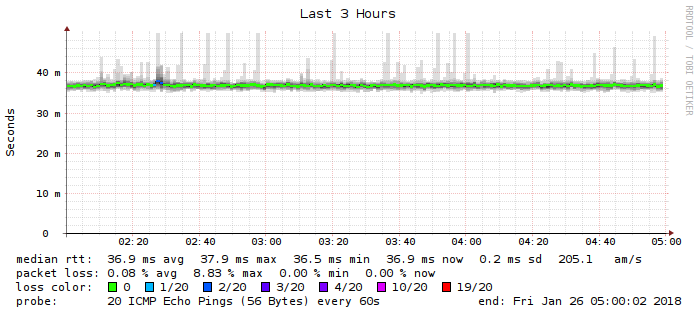 Last 3 Hours
RRDTOOL / TOBI OETIKER
Seconds
40 m
30 m
20 m
10 m
0
02:20 02:40 03:00 03:20 03:40 04:00 04:20 04:40 05:00
median rtt: 36.9 ms avg 37.9 ms max 36.5 ms min 36.9 ms now 0.2 ms sd 205.1 am/s
packet loss: 0.08 % avg 8.83 % max 0.00 % min 0.00 % now
loss color: 0 1/20 2/20 3/20 4/20 10/20 19/20
probe: 20 ICMP Echo Pings (56 Bytes) every 60s end: Fri Jan 26 05:00:02 2018